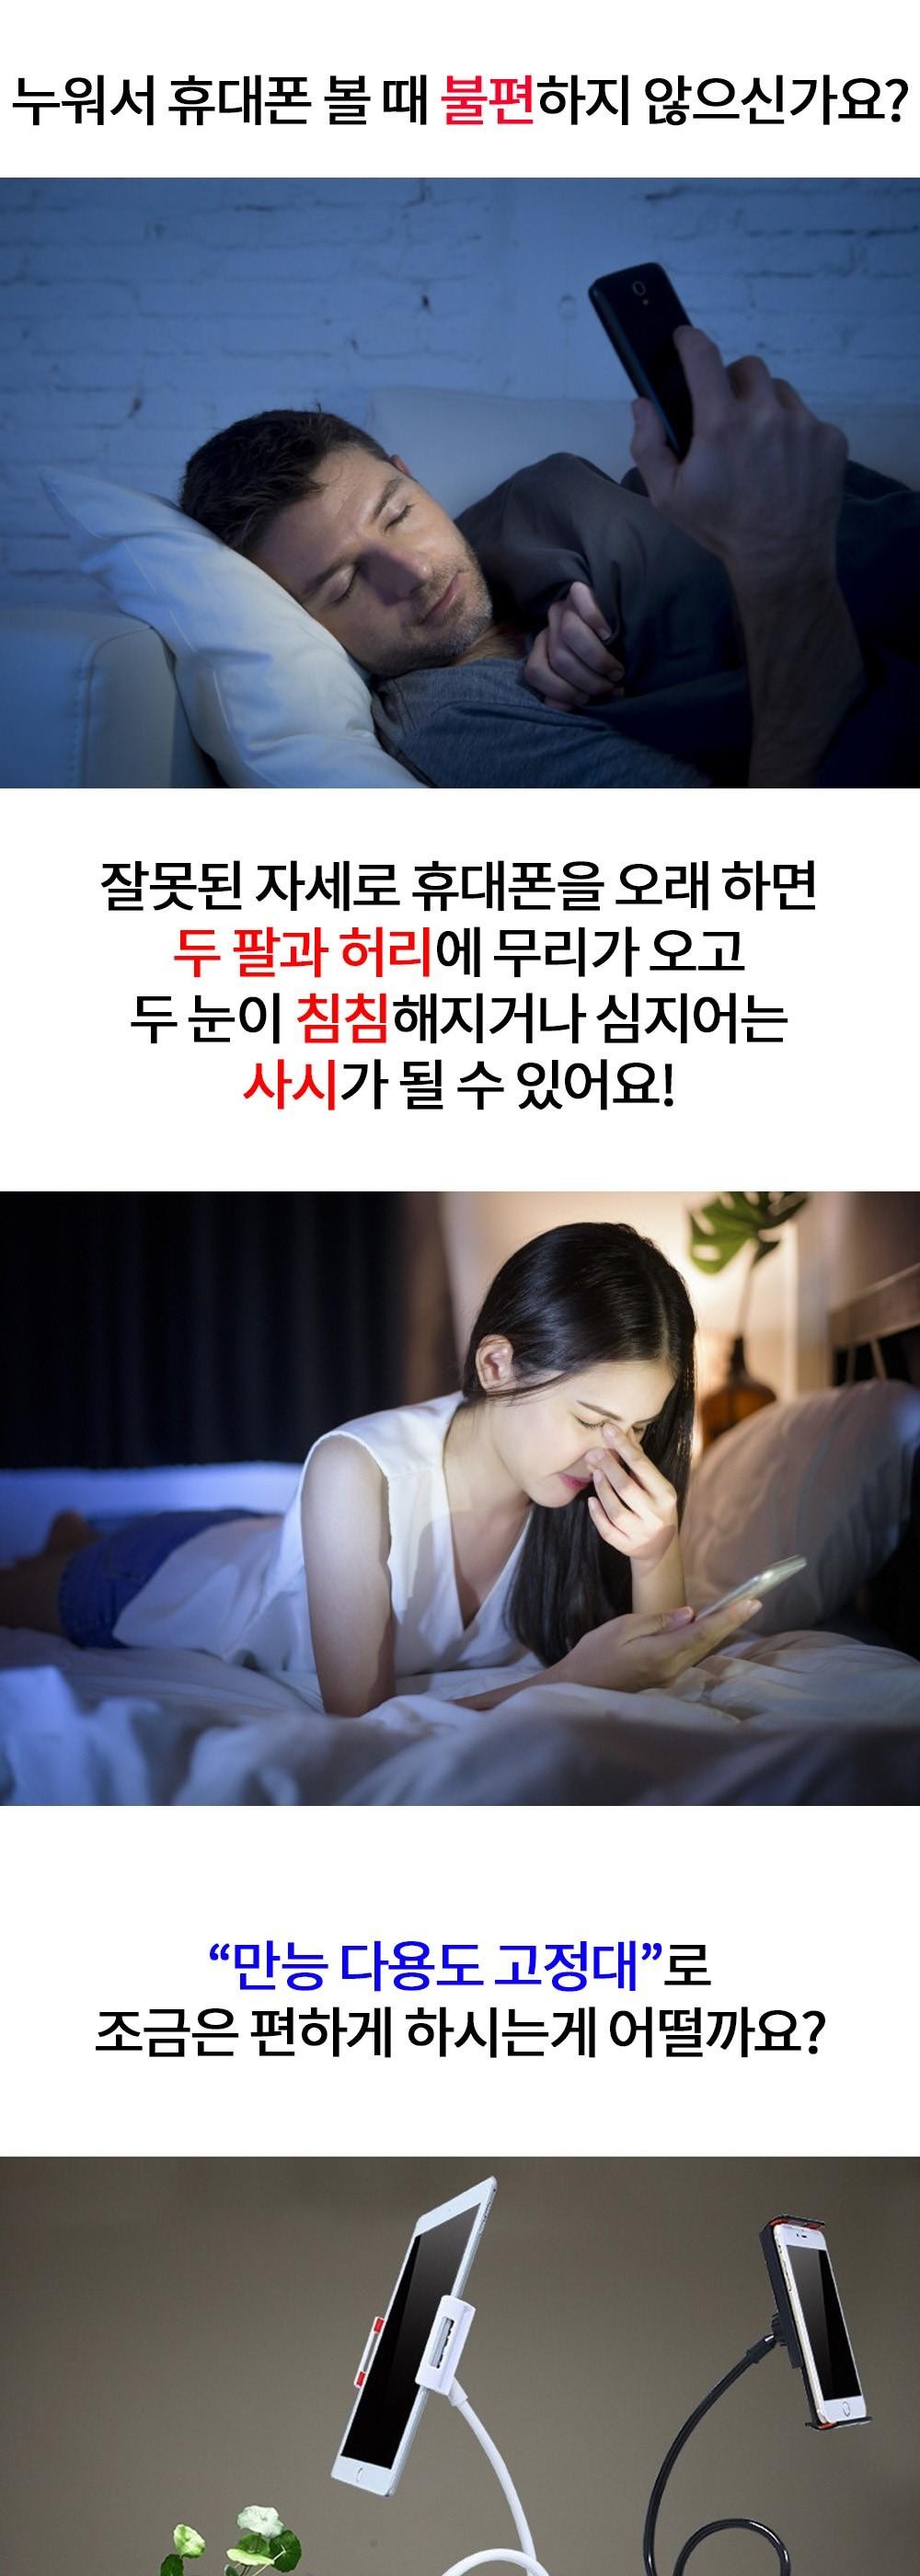 누워서 휴대폰 볼 때 불편하지 않으신가요?
잘못된 자세로 휴대폰을 오래 하면
두 팔과 허리에 무리가 오고
두 눈이 침침해지거나 심지어는
사시가 될 수 있어요!
“만능 다용도 고정대”로
조금은 편하게 하시는게 어떨까요?